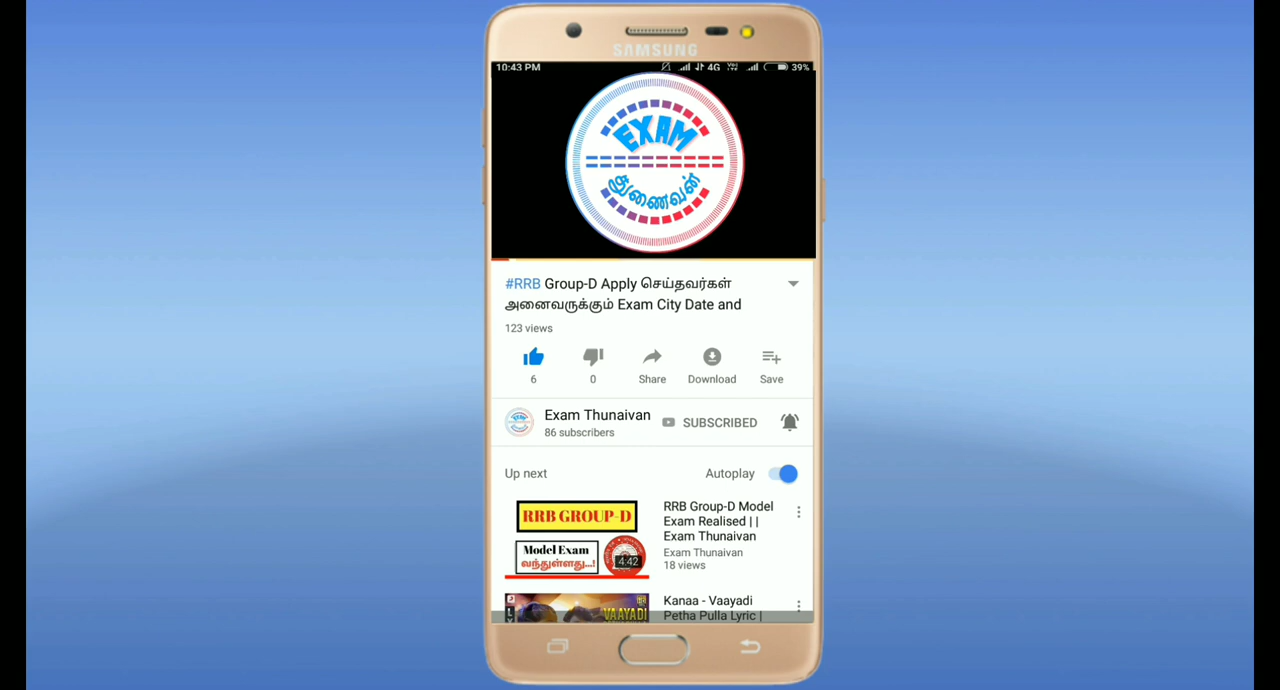 SAMSUNG
10:43 PM
4G
39%
EXAM
துணைவன்
#RRB Group-D Apply செய்தவர்கள்
அனைவருக்கும் Exam City Date and
123 views
6
0
Share
Download
Save
Exam Thunaivan
SUBSCRIBED
86 subscribers
Up next
Autoplay
RRB GROUP-D
Model Exam
வந்துள்ளது...!
4:42
RRB Group-D Model
Exam Realised ||
Exam Thunaivan
Exam Thunaivan
18 views
VAAYADI
Kanaa - Vaayadi
Petha Pulla Lyric |